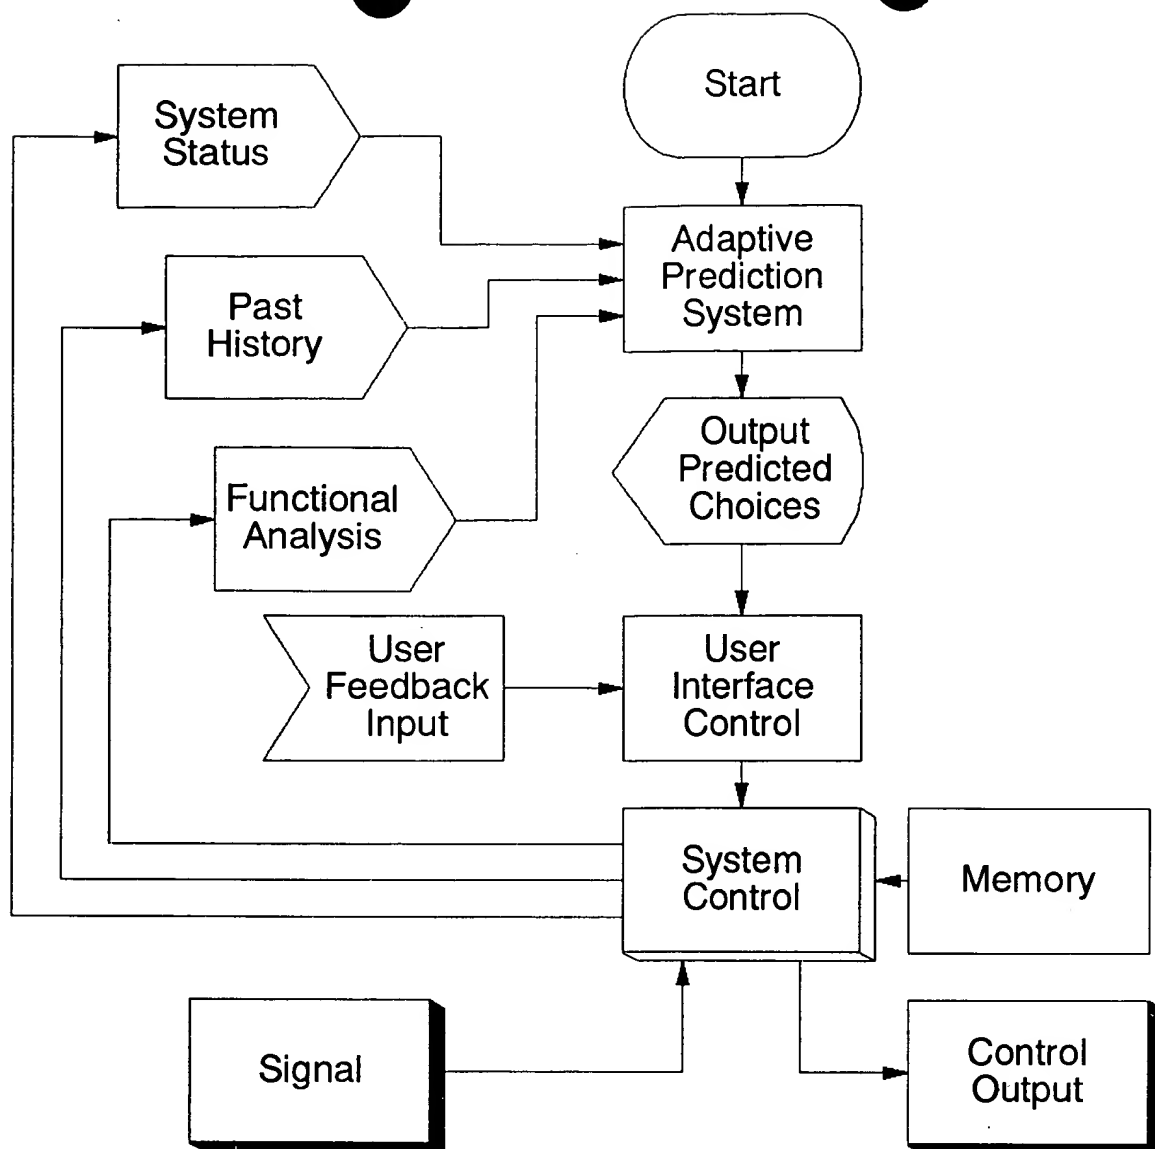 Start
System
Status
Adaptive
Prediction
System
Past
History
Output
Predicted
Choices
Functional
Analysis
User
Feedback
Input
User
Interface
Control
System
Control
Memory
Signal
Control
Output